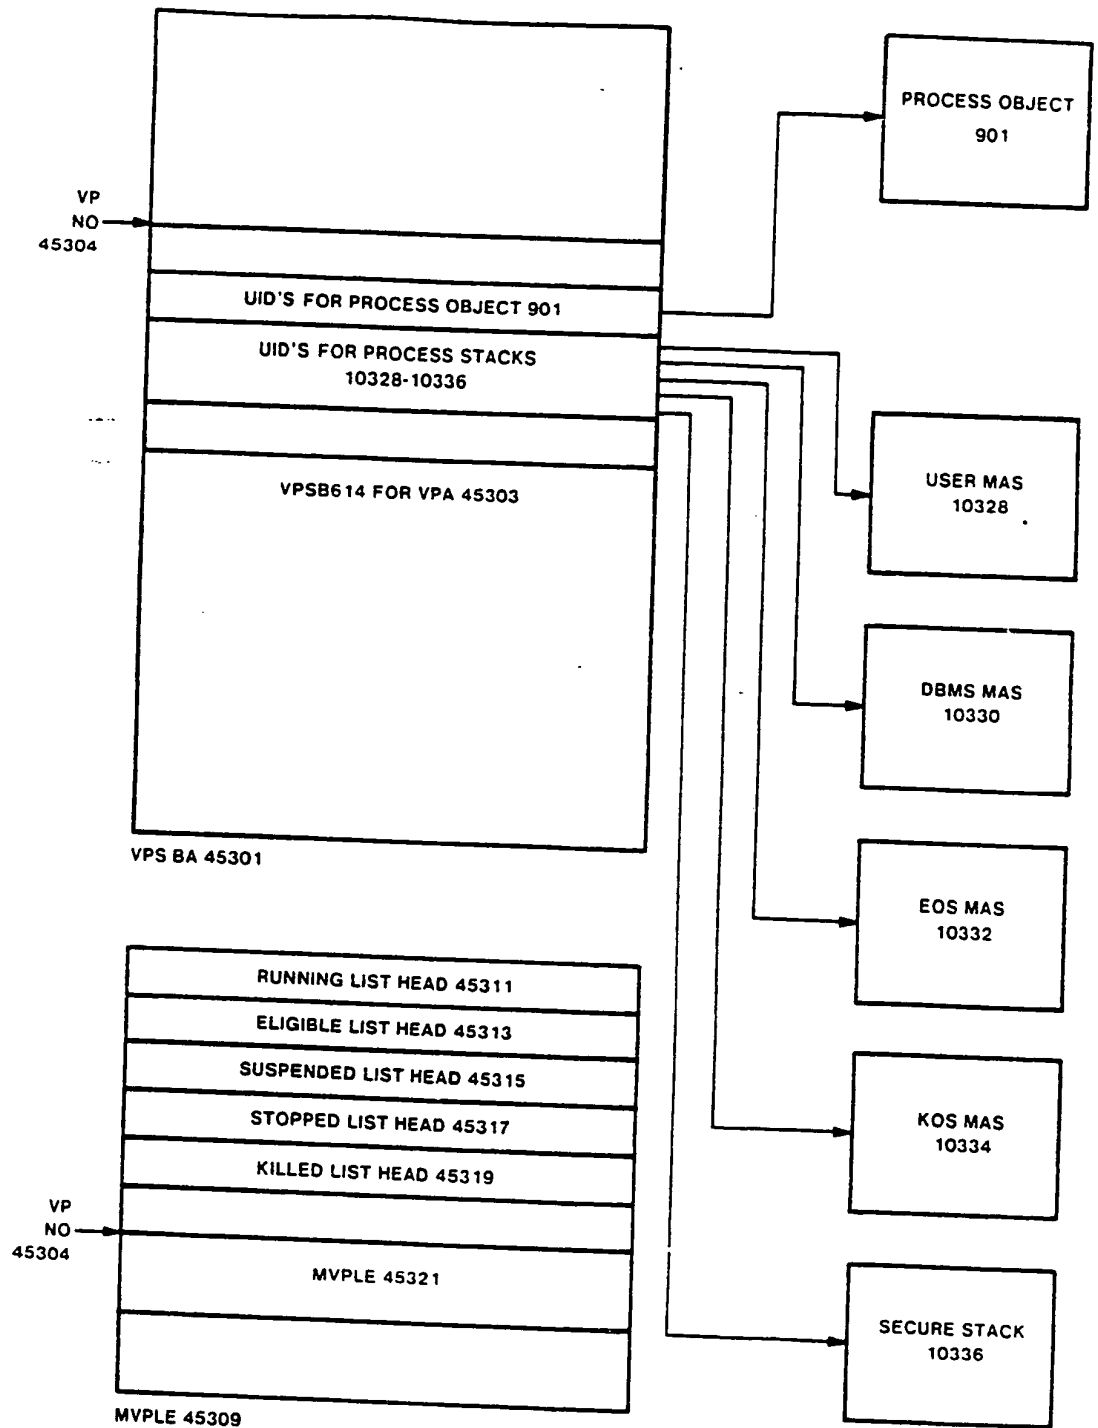 PROCESS OBJECT
901
VP
NO
45304
UID'S FOR PROCESS OBJECT 901
UID'S FOR PROCESS STACKS
10328-10336
VPSB614 FOR VPA 45303
VPS BA 45301
USER MAS
10328
DBMS MAS
10330
EOS MAS
10332
KOS MAS
10334
SECURE STACK
10336
RUNNING LIST HEAD 45311
ELIGIBLE LIST HEAD 45313
SUSPENDED LIST HEAD 45315
STOPPED LIST HEAD 45317
KILLED LIST HEAD 45319
VP
NO
45304
MVPLE 45321
MVPLE 45309